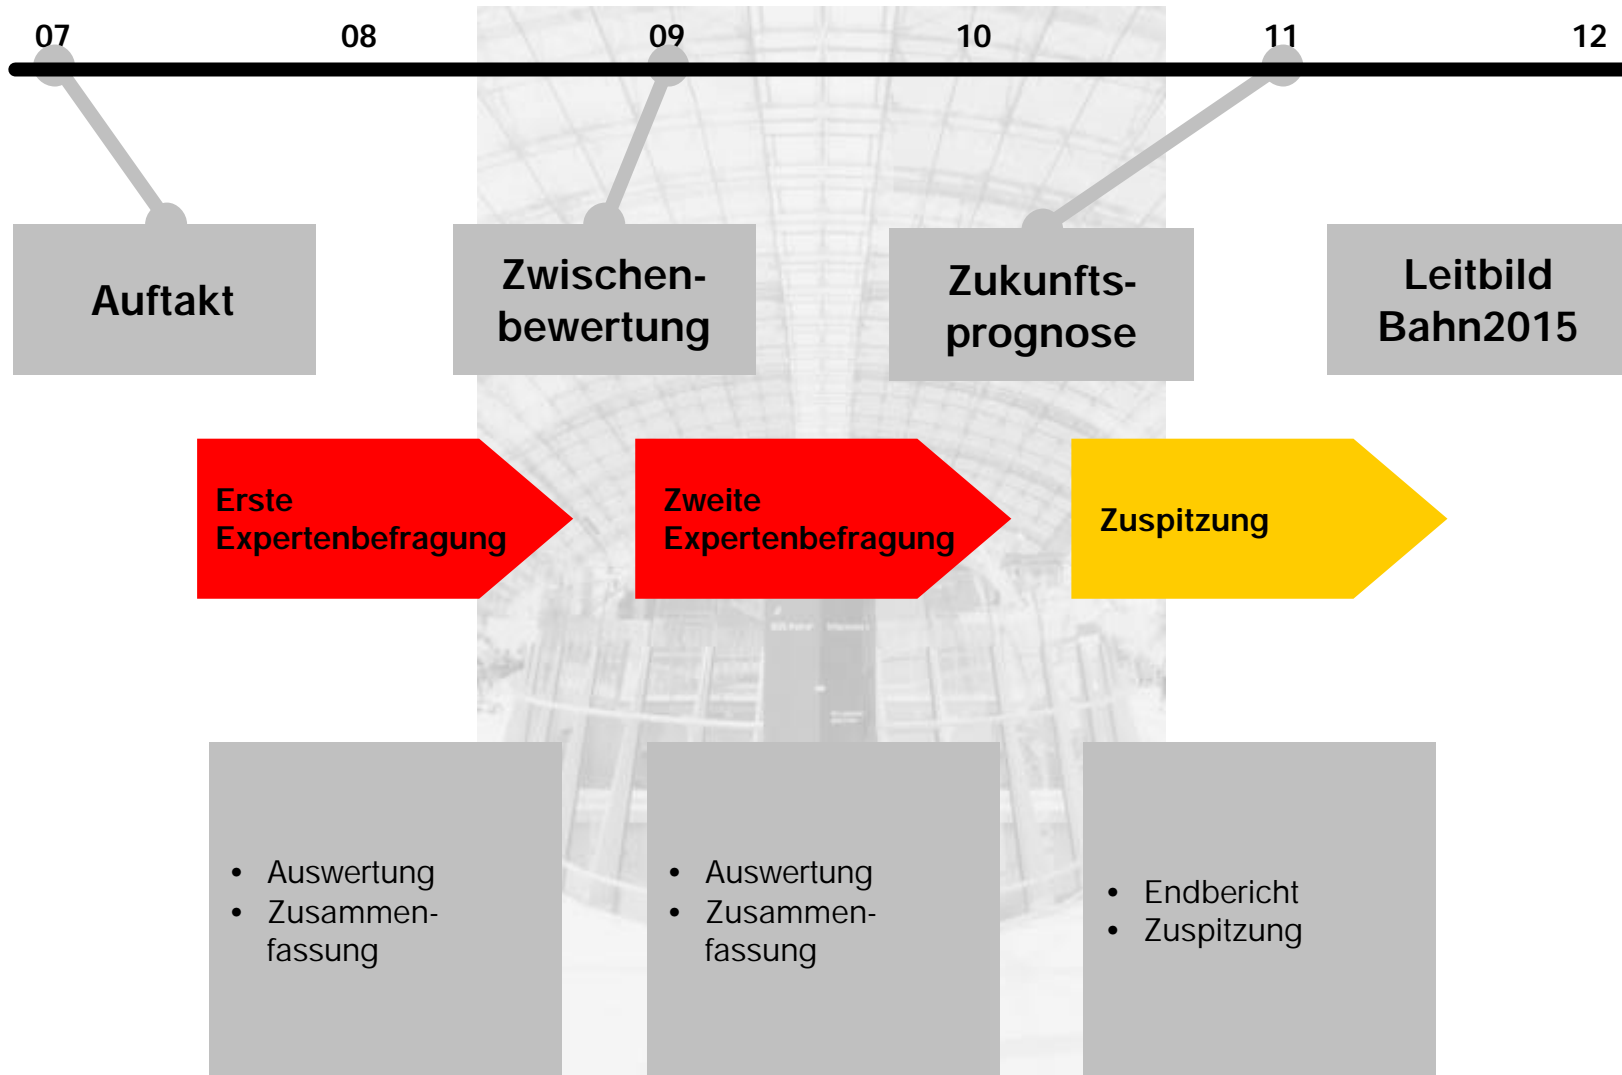 07 08 09 10 11 12
Auftakt
Zwischen-
bewertung
Zukunfts-
prognose
Leitbild
Bahn2015
Erste
Expertenbefragung
Zweite
Expertenbefragung
Zuspitzung
• Auswertung
• Zusammen-
fassung
• Auswertung
• Zusammen-
fassung
• Endbericht
• Zuspitzung